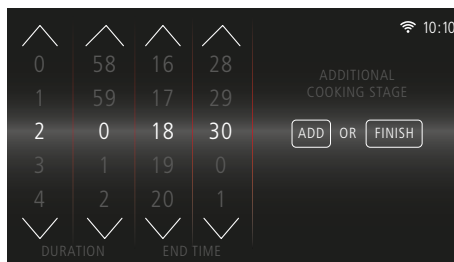 10:10
0 58 16 28
1 59 17 29
2 0 18 30
3 1 19 0
4 2 20 1
DURATION END TIME
ADDITIONAL
COOKING STAGE
ADD OR FINISH